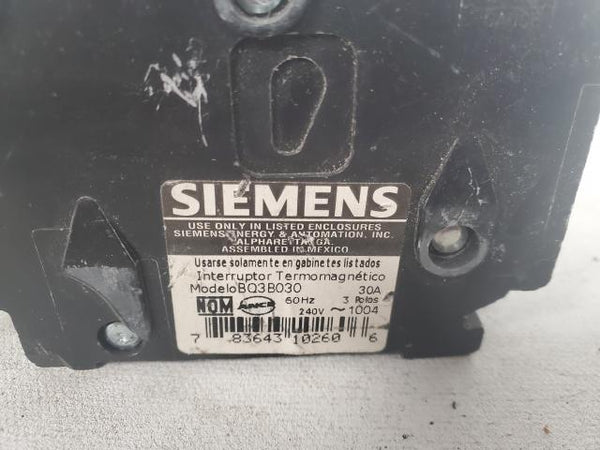 SIEMENS
USE ONLY IN LISTED ENCLOSURES
SIEMENS ENERGY & AUTOMATION, INC.
ALPHARETTA, GA.
ASSEMBLED IN MEXICO
Usarse solamente en gabinetes listados
Interruptor Termomagnético
Modelo BQ3B030 30A
NOM ANCE 60Hz 3 Polos
240V ~ 1004
7 83643 10260 6